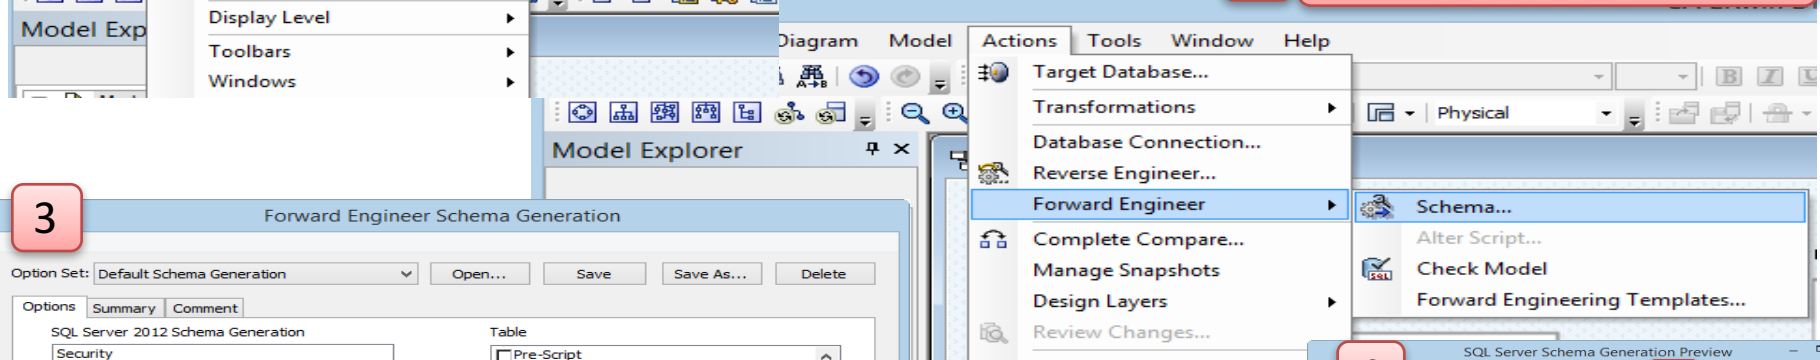 Display Level
Model Exp
Toolbars
Windows
Diagram Model Actions Tools Window Help
Target Database...
Transformations
Physical
Database Connection...
Model Explorer
Reverse Engineer...
Forward Engineer
Schema...
Alter Script...
Complete Compare...
Manage Snapshots
Check Model
Design Layers
Forward Engineering Templates...
Review Changes...
3
Forward Engineer Schema Generation
Option Set: Default Schema Generation Open... Save Save As... Delete
Options Summary Comment
SQL Server 2012 Schema Generation Table
Security Pre-Script
SQL Server Schema Generation Preview